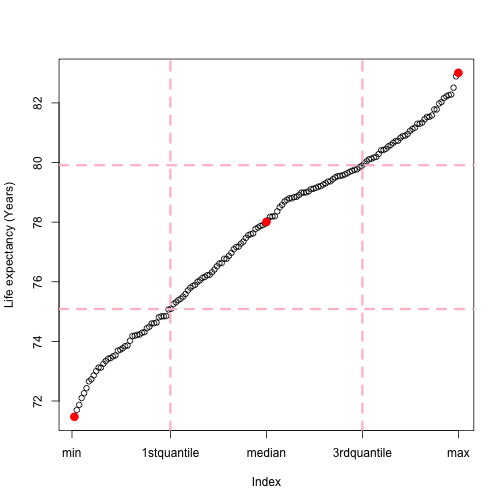 Life expectancy (Years)
82
80
78
76
74
72
min 1stquantile median 3rdquantile max
Index